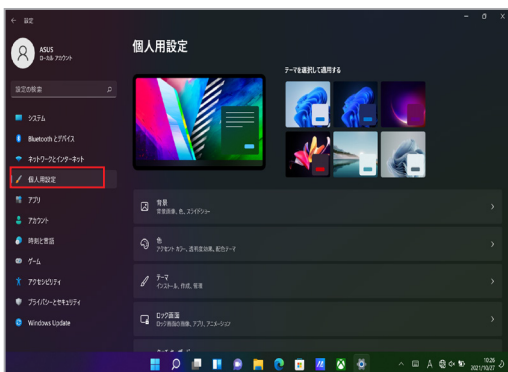 設定
ASUS
ローカル アカウント
設定の検索
システム
Bluetooth とデバイス
ネットワークとインターネット
個人用設定
アプリ
アカウント
時刻と言語
ゲーム
アクセシビリティ
プライバシーとセキュリティ
Windows Update
個人用設定
テーマを選択して適用する
背景
背景画像、色、スライドショー
色
アクセント カラー、透明度効果、配色テーマ
テーマ
インストール、作成、管理
ロック画面
ロック画面の画像、アプリ、アニメーション
A
10:26
2021/10/27